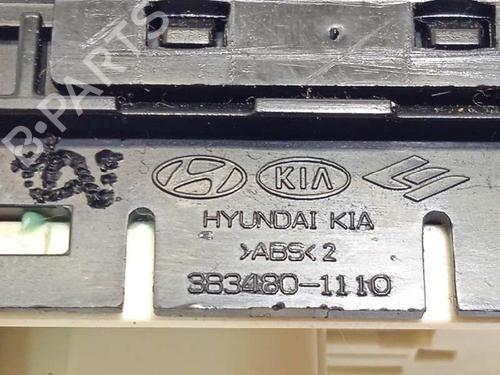 B-PARTS
KIA
HYUNDAI KIA
>ABS< 2
383480-1110